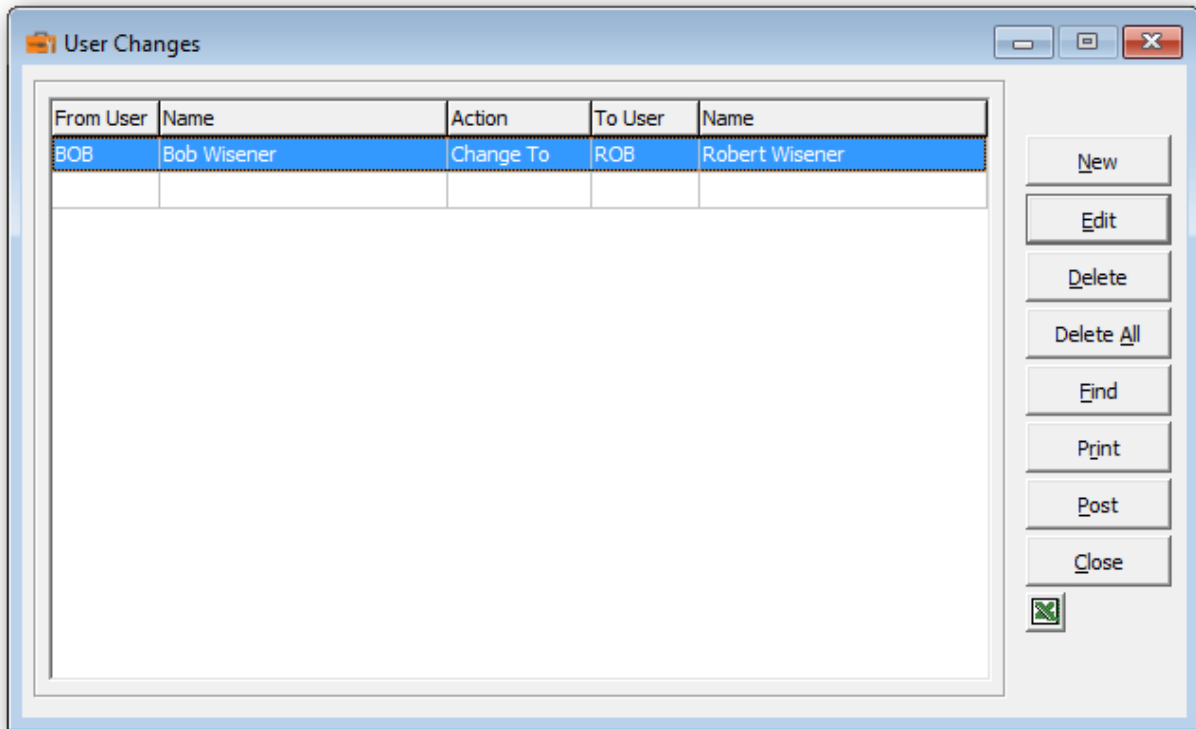 User Changes
From User Name Action To User Name
BOB Bob Wisener Change To ROB Robert Wisener
New
Edit
Delete
Delete All
Find
Print
Post
Close